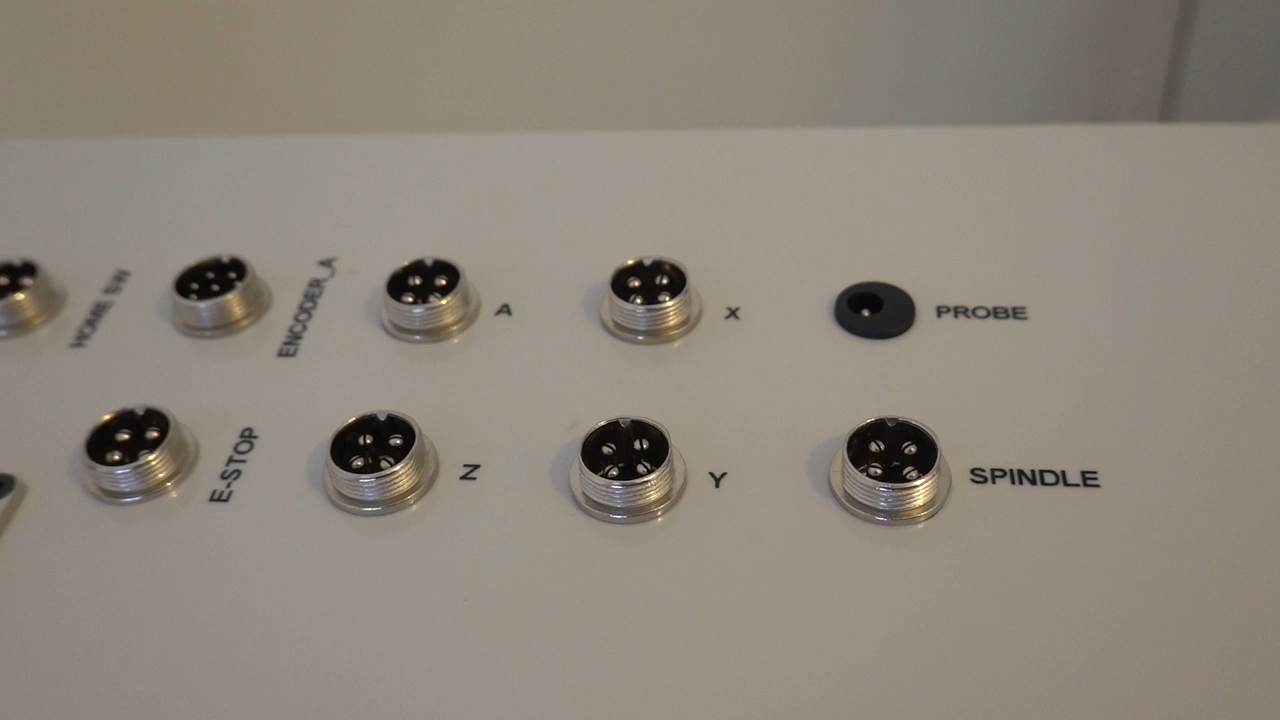 HOME SW
ENCODER_A
A
X
PROBE
E-STOP
Z
Y
SPINDLE